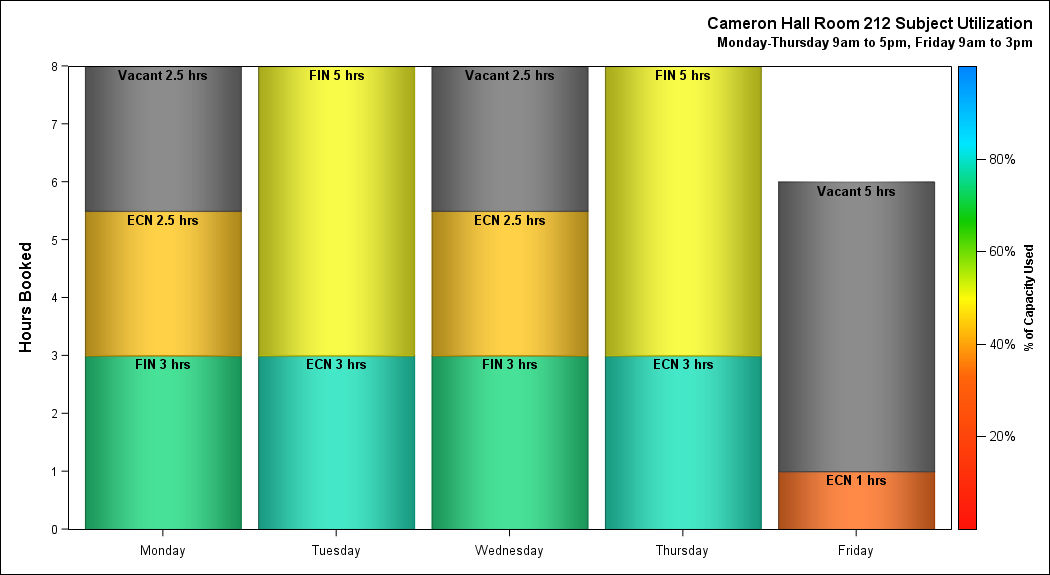 Cameron Hall Room 212 Subject Utilization
Monday-Thursday 9am to 5pm, Friday 9am to 3pm
8
7
6
5
4
3
2
1
0
Hours Booked
Vacant 2.5 hrs
ECN 2.5 hrs
FIN 3 hrs
FIN 5 hrs
ECN 3 hrs
Vacant 2.5 hrs
ECN 2.5 hrs
FIN 3 hrs
FIN 5 hrs
ECN 3 hrs
Vacant 5 hrs
ECN 1 hrs
Monday
Tuesday
Wednesday
Thursday
Friday
80%
60%
40%
20%
% of Capacity Used